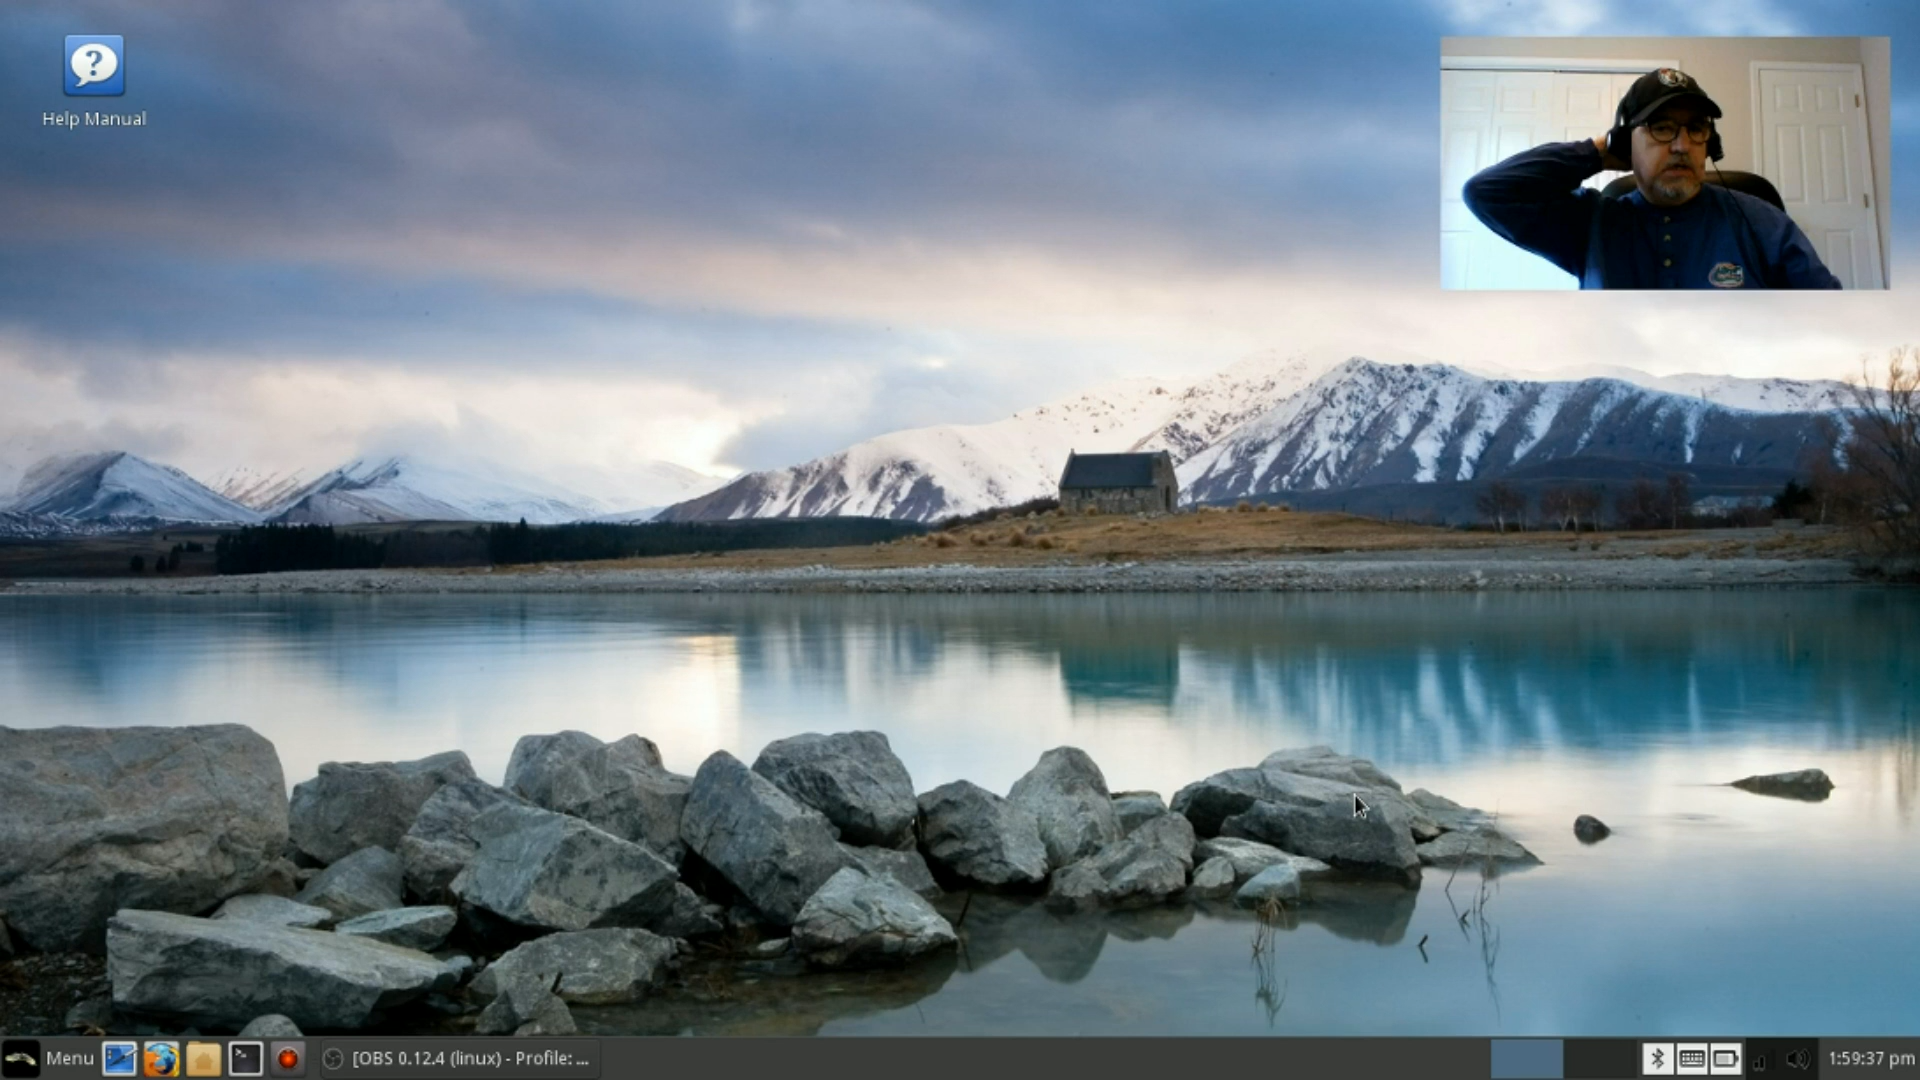 Help Manual
Menu
[OBS 0.12.4 (linux) - Profile: ...
1:59:37 pm